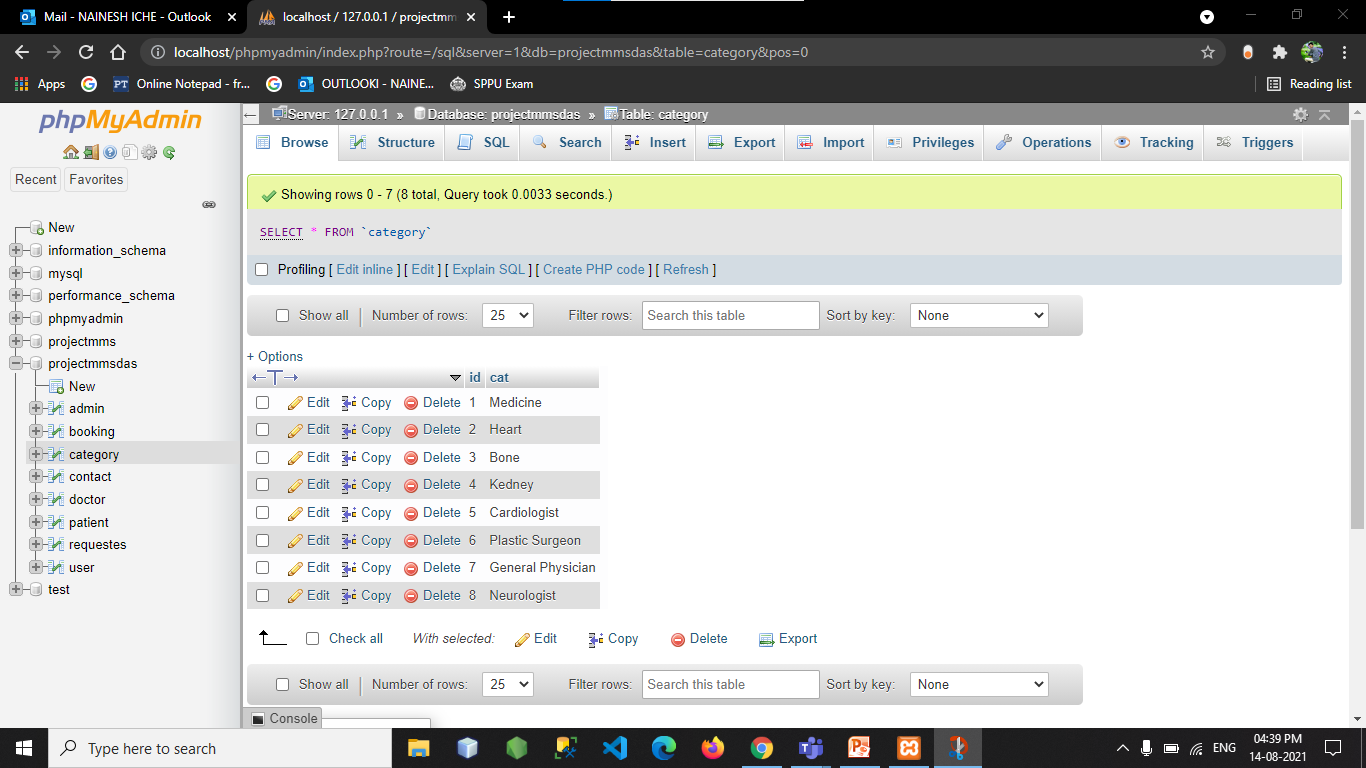 Mail - NAINESH ICHE - Outlook
localhost / 127.0.0.1 / projectmm
localhost/phpmyadmin/index.php?route=/sql&server=1&db=projectmmsdas&table=category&pos=0
Apps PT Online Notepad - fr... OUTLOOKI - NAINE... SPPU Exam Reading list
phpMyAdmin
Recent Favorites
New
information_schema
mysql
performance_schema
phpmyadmin
projectmms
projectmmsdas
New
admin
booking
category
contact
doctor
patient
requestes
user
test
Server: 127.0.0.1 » Database: projectmmsdas » Table: category
Browse Structure SQL Search Insert Export Import Privileges Operations Tracking Triggers
Showing rows 0 - 7 (8 total, Query took 0.0033 seconds.)
SELECT * FROM `category`
Profiling [ Edit inline ] [ Edit ] [ Explain SQL ] [ Create PHP code ] [ Refresh ]
Show all | Number of rows: 25 Filter rows: Search this table Sort by key: None
+ Options
←T→ id cat
Edit Copy Delete 1 Medicine
Edit Copy Delete 2 Heart
Edit Copy Delete 3 Bone
Edit Copy Delete 4 Kedney
Edit Copy Delete 5 Cardiologist
Edit Copy Delete 6 Plastic Surgeon
Edit Copy Delete 7 General Physician
Edit Copy Delete 8 Neurologist
Check all With selected: Edit Copy Delete Export
Show all | Number of rows: 25 Filter rows: Search this table Sort by key: None
Console
Type here to search
ENG
04:39 PM
14-08-2021